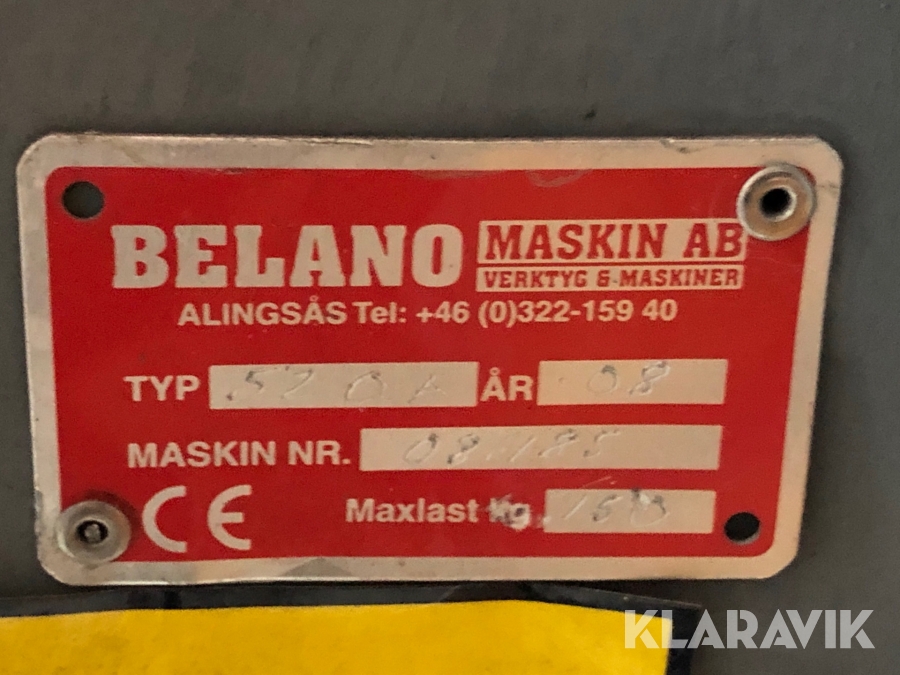 BELANO MASKIN AB
VERKTYG & MASKINER
ALINGSÅS Tel: +46 (0)322-159 40
TYP ÅR 08
MASKIN NR.
CE Maxlast kg. 150
KLARAVIK